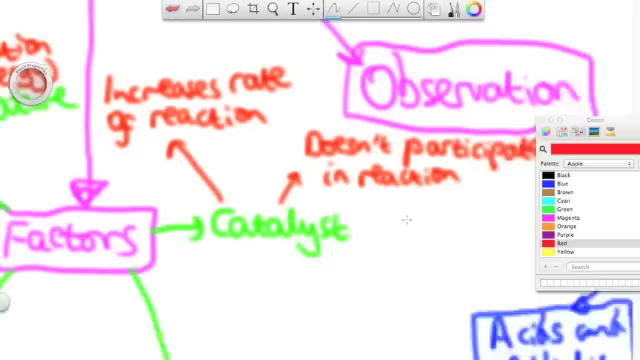 Increases rate
of reaction
Observation
Doesn't participate
in reaction
Catalyst
Factors
Acids and
Colors
Palette: Apple
Black
Blue
Brown
Cyan
Green
Magenta
Orange
Purple
Red
Yellow
Search